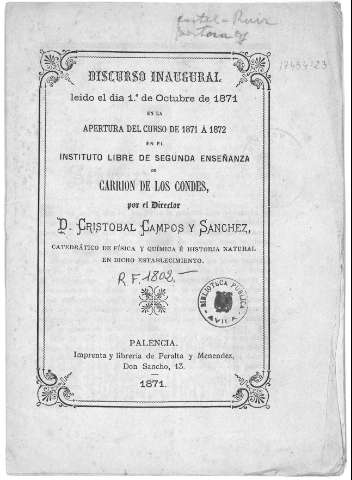 17434123
DISCURSO INAUGURAL
leido el dia 1.º de Octubre de 1871
EN LA
APERTURA DEL CURSO DE 1871 Á 1872
EN EL
INSTITUTO LIBRE DE SEGUNDA ENSEÑANZA
DE
CARRION DE LOS CONDES,
por el Director
D. CRISTOBAL CAMPOS Y SANCHEZ,
CATEDRÁTICO DE FÍSICA Y QUÍMICA É HISTORIA NATURAL
EN DICHO ESTABLECIMIENTO.
R.F. 1802.—
BIBLIOTECA PÚBLICA
AVILA
PALENCIA.
Imprenta y libreria de Peralta y Menendez,
Don Sancho, 13.
1871.